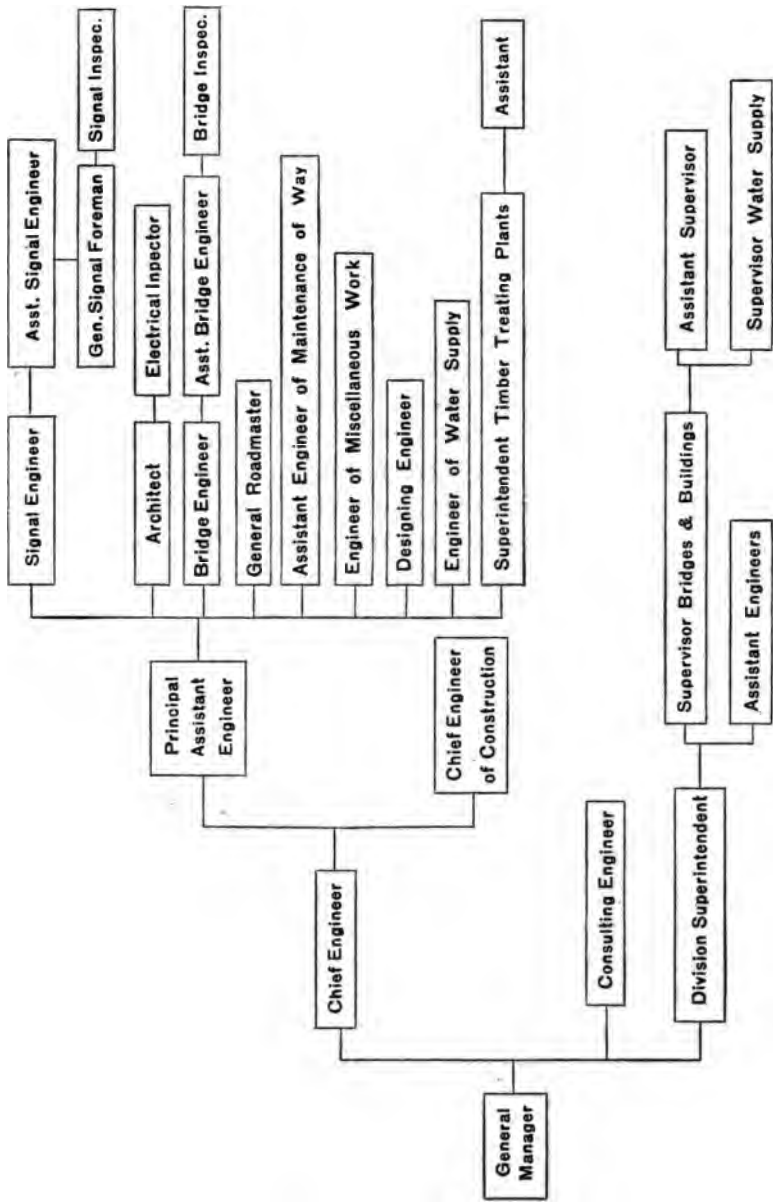 General
Manager
Chief Engineer
Consulting Engineer
Division Superintendent
Principal
Assistant
Engineer
Chief Engineer
of Construction
Signal Engineer
Asst. Signal Engineer
Gen. Signal Foreman
Signal Inspec.
Architect
Electrical Inpector
Bridge Engineer
Asst. Bridge Engineer
Bridge Inspec.
General Roadmaster
Assistant Engineer of Maintenance of Way
Engineer of Miscellaneous Work
Designing Engineer
Engineer of Water Supply
Superintendent Timber Treating Plants
Assistant
Supervisor Bridges & Buildings
Assistant Engineers
Assistant Supervisor
Supervisor Water Supply